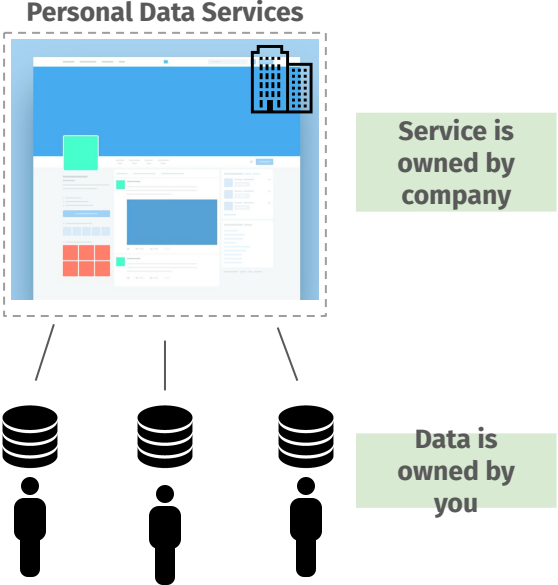 Personal Data Services
Service is
owned by
company
Data is
owned by
you